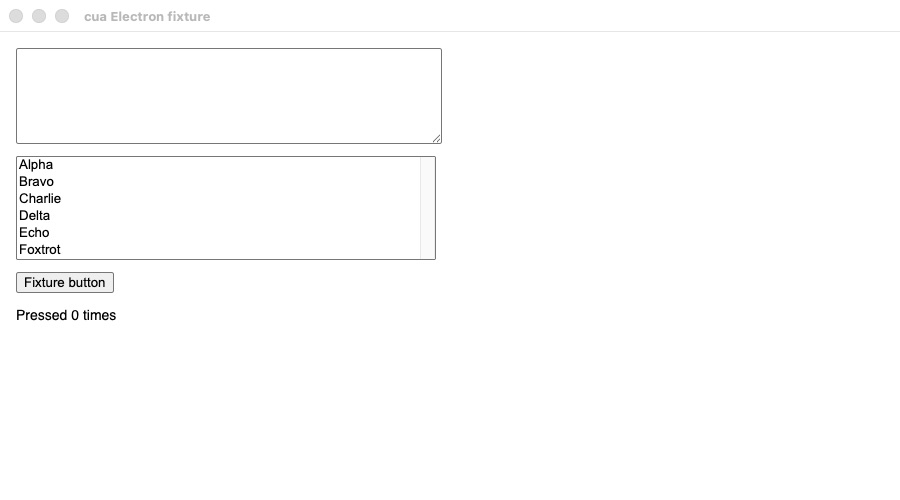 cua Electron fixture
Alpha
Bravo
Charlie
Delta
Echo
Foxtrot
Fixture button
Pressed 0 times